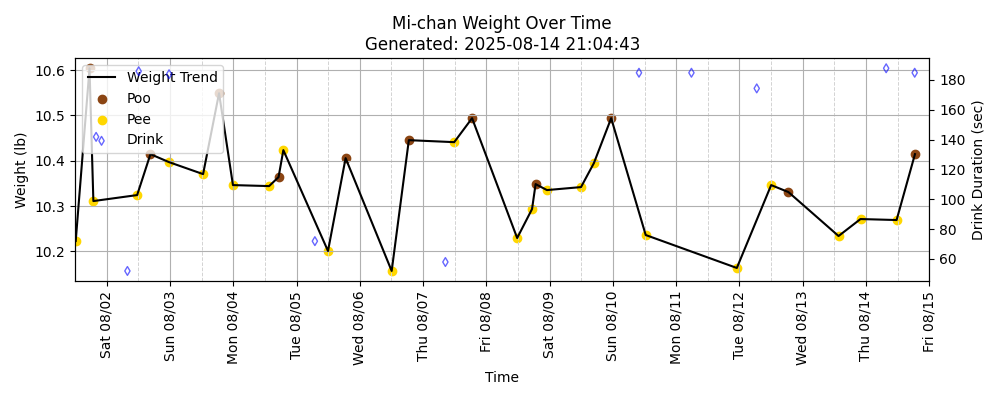 Mi-chan Weight Over Time
Generated: 2025-08-14 21:04:43
Weight (lb)
10.6
10.5
10.4
10.3
10.2
Weight Trend
Poo
Pee
Drink
180
160
140
120
100
80
60
Drink Duration (sec)
Sat 08/02
Sun 08/03
Mon 08/04
Tue 08/05
Wed 08/06
Thu 08/07
Fri 08/08
Sat 08/09
Sun 08/10
Mon 08/11
Tue 08/12
Wed 08/13
Thu 08/14
Fri 08/15
Time